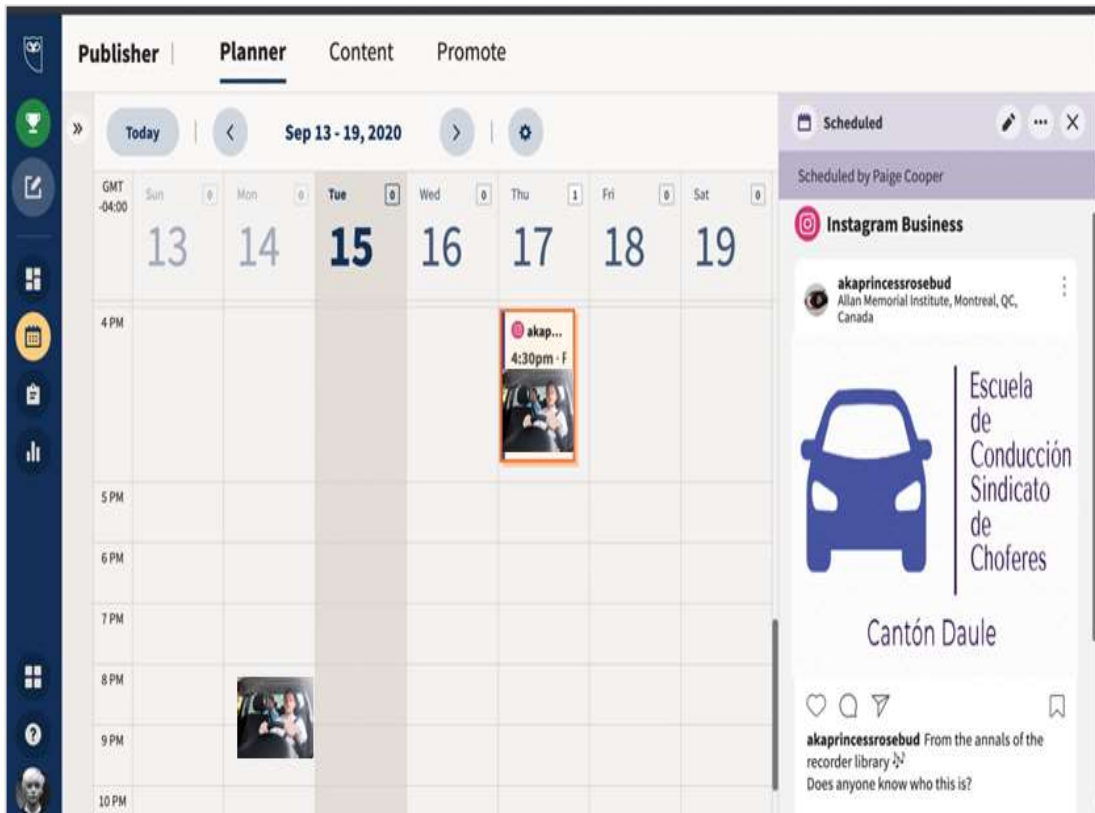 Publisher
Planner
Content
Promote
Today
Sep 13 - 19, 2020
GMT
-04:00
Sun 0
13
Mon 0
14
Tue 0
15
Wed 0
16
Thu 1
17
Fri 0
18
Sat 0
19
4 PM
akap...
4:30pm · F
5 PM
6 PM
7 PM
8 PM
9 PM
10 PM
Scheduled
Scheduled by Paige Cooper
Instagram Business
akaprincessrosebud
Allan Memorial Institute, Montreal, QC,
Canada
Escuela
de
Conducción
Sindicato
de
Choferes
Cantón Daule
akaprincessrosebud From the annals of the
recorder library 🎶
Does anyone know who this is?